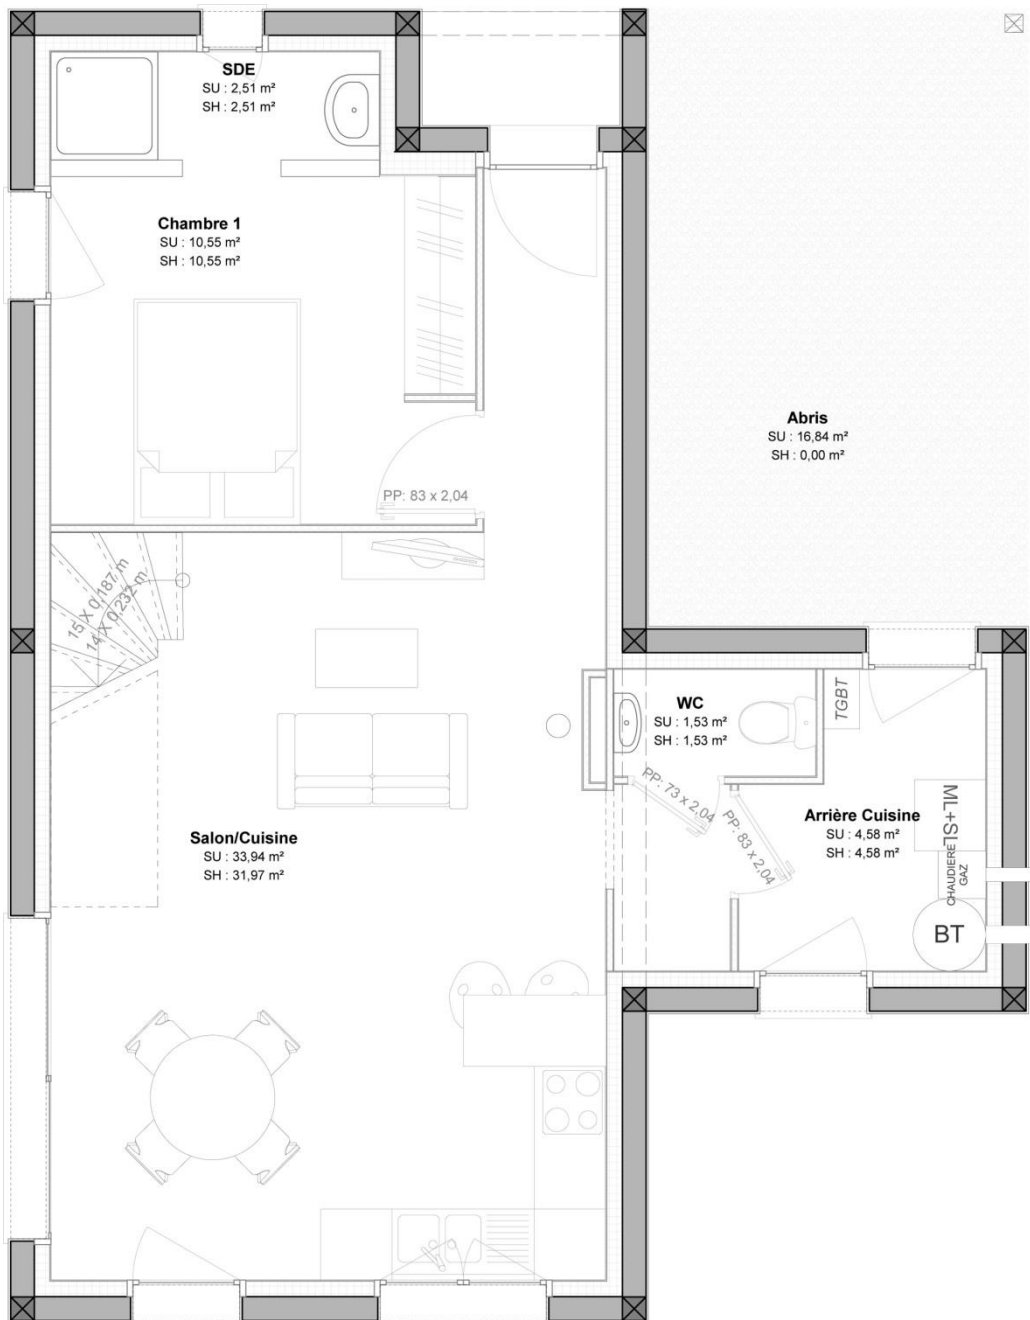 SDE
SU : 2,51 m²
SH : 2,51 m²
Chambre 1
SU : 10,55 m²
SH : 10,55 m²
PP: 83 x 2,04
Abris
SU : 16,84 m²
SH : 0,00 m²
15 X 0,187 m
14 X 0,232 m
WC
SU : 1,53 m²
SH : 1,53 m²
TGBT
PP: 73 x 2,04
PP: 83 x 2,04
Arrière Cuisine
SU : 4,58 m²
SH : 4,58 m²
ML+SL
CHAUDIERE
GAZ
BT
Salon/Cuisine
SU : 33,94 m²
SH : 31,97 m²